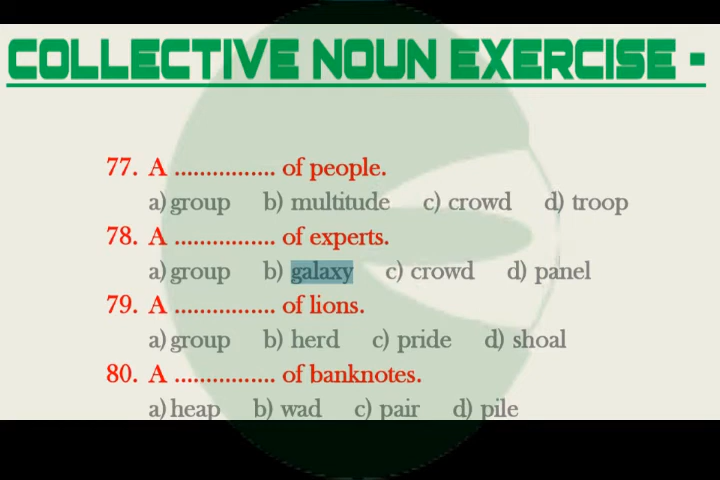 COLLECTIVE NOUN EXERCISE -
77. A ................ of people.
a) group b) multitude c) crowd d) troop
78. A ................ of experts.
a) group b) galaxy c) crowd d) panel
79. A ................ of lions.
a) group b) herd c) pride d) shoal
80. A ................ of banknotes.
a) heap b) wad c) pair d) pile